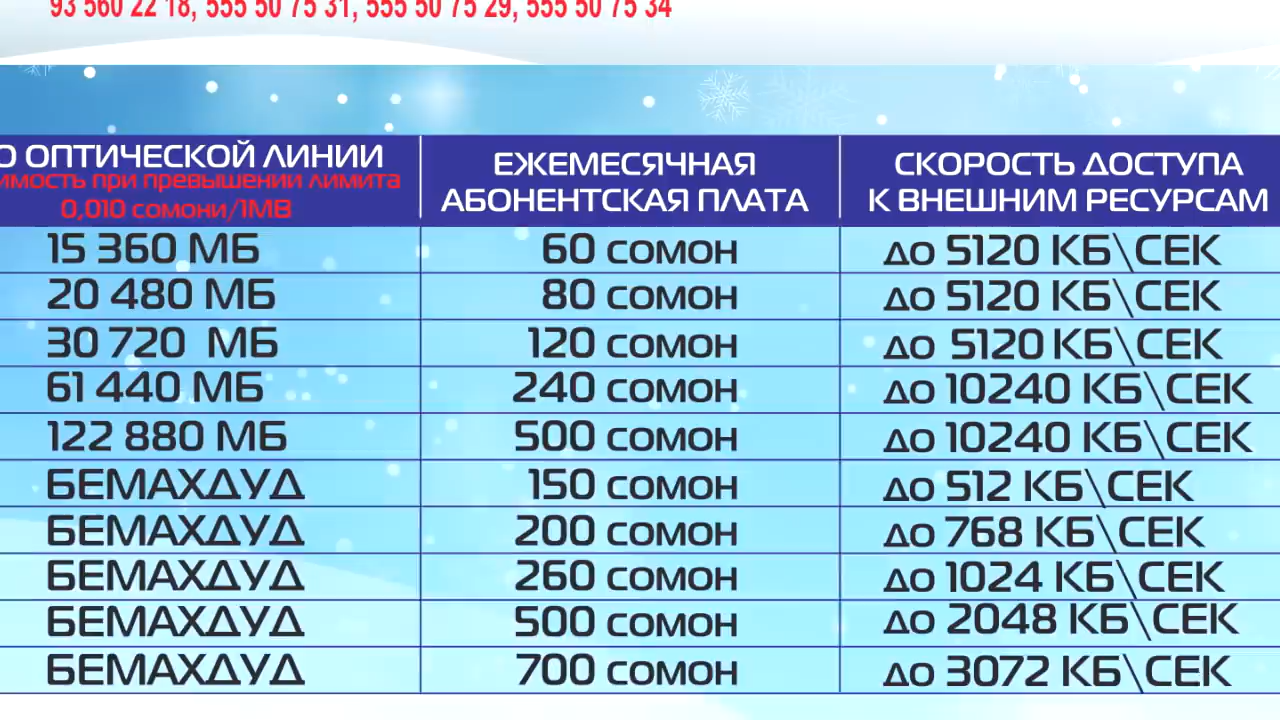 93 560 22 18, 555 50 75 31, 555 50 75 29, 555 50 75 34
О ОПТИЧЕСКОЙ ЛИНИИ
имость при превышении лимита
0,010 сомони/1МВ
ЕЖЕМЕСЯЧНАЯ
АБОНЕНТСКАЯ ПЛАТА
СКОРОСТЬ ДОСТУПА
К ВНЕШНИМ РЕСУРСАМ
15 360 МБ 60 сомон до 5120 КБ\СЕК
20 480 МБ 80 сомон до 5120 КБ\СЕК
30 720 МБ 120 сомон до 5120 КБ\СЕК
61 440 МБ 240 сомон до 10240 КБ\СЕК
122 880 МБ 500 сомон до 10240 КБ\СЕК
БЕМАХДУД 150 сомон до 512 КБ\СЕК
БЕМАХДУД 200 сомон до 768 КБ\СЕК
БЕМАХДУД 260 сомон до 1024 КБ\СЕК
БЕМАХДУД 500 сомон до 2048 КБ\СЕК
БЕМАХДУД 700 сомон до 3072 КБ\СЕК